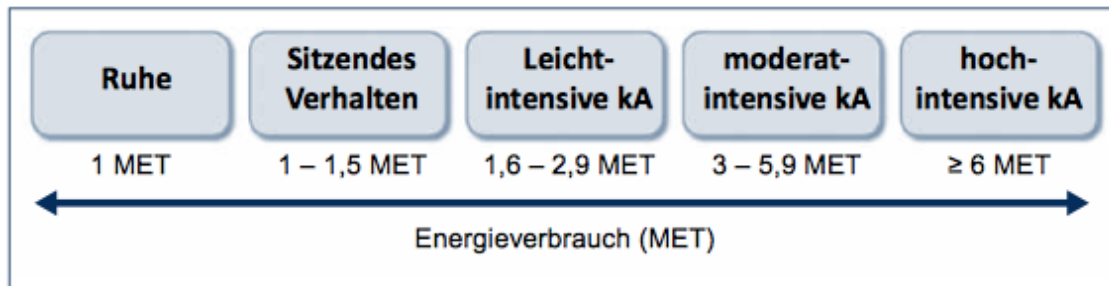 Ruhe
Sitzendes
Verhalten
Leicht-
intensive kA
moderat-
intensive kA
hoch-
intensive kA
1 MET
1 – 1,5 MET
1,6 – 2,9 MET
3 – 5,9 MET
≥ 6 MET
Energieverbrauch (MET)